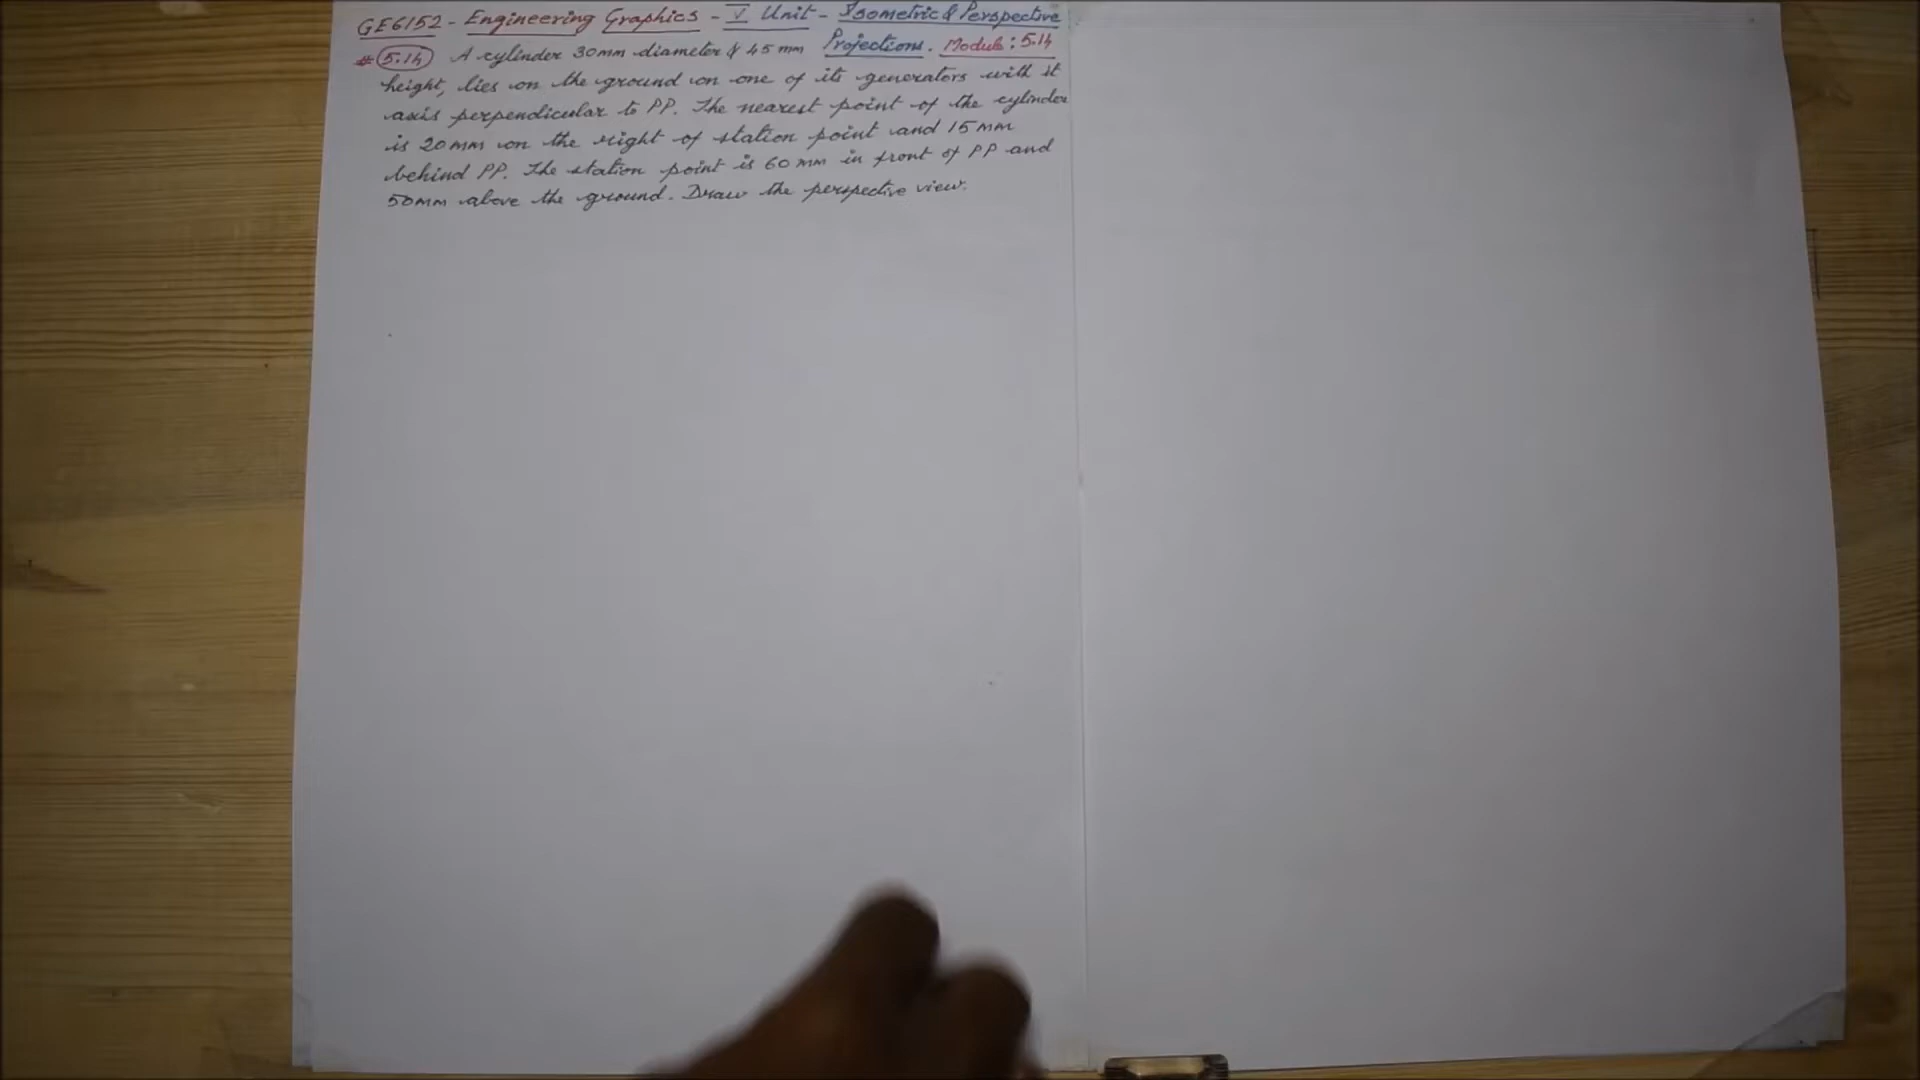 GE6152 - Engineering Graphics - V Unit - Isometric & Perspective
Projections. Module: 5.14
# 5.14 A cylinder 30mm diameter & 45 mm
height, lies on the ground on one of its generators with it
axis perpendicular to PP. The nearest point of the cylinder
is 20mm on the right of station point and 15mm
behind PP. The station point is 60mm in front of PP and
50mm above the ground. Draw the perspective view.